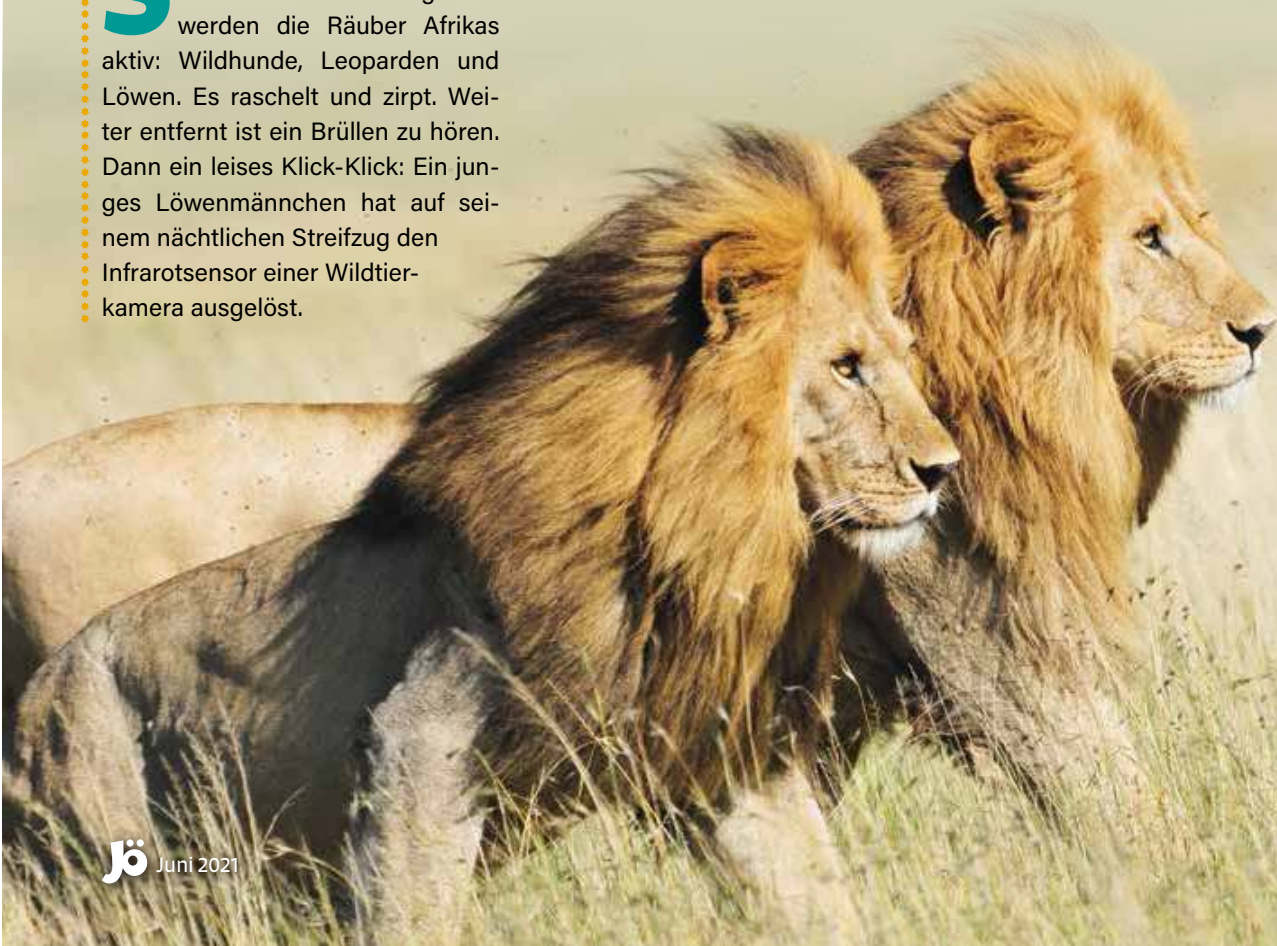 S
werden die Räuber Afrikas
aktiv: Wildhunde, Leoparden und
Löwen. Es raschelt und zirpt. Wei-
ter entfernt ist ein Brüllen zu hören.
Dann ein leises Klick-Klick: Ein jun-
ges Löwenmännchen hat auf sei-
nem nächtlichen Streifzug den
Infrarotsensor einer Wildtier-
kamera ausgelöst.
JÖ Juni 2021